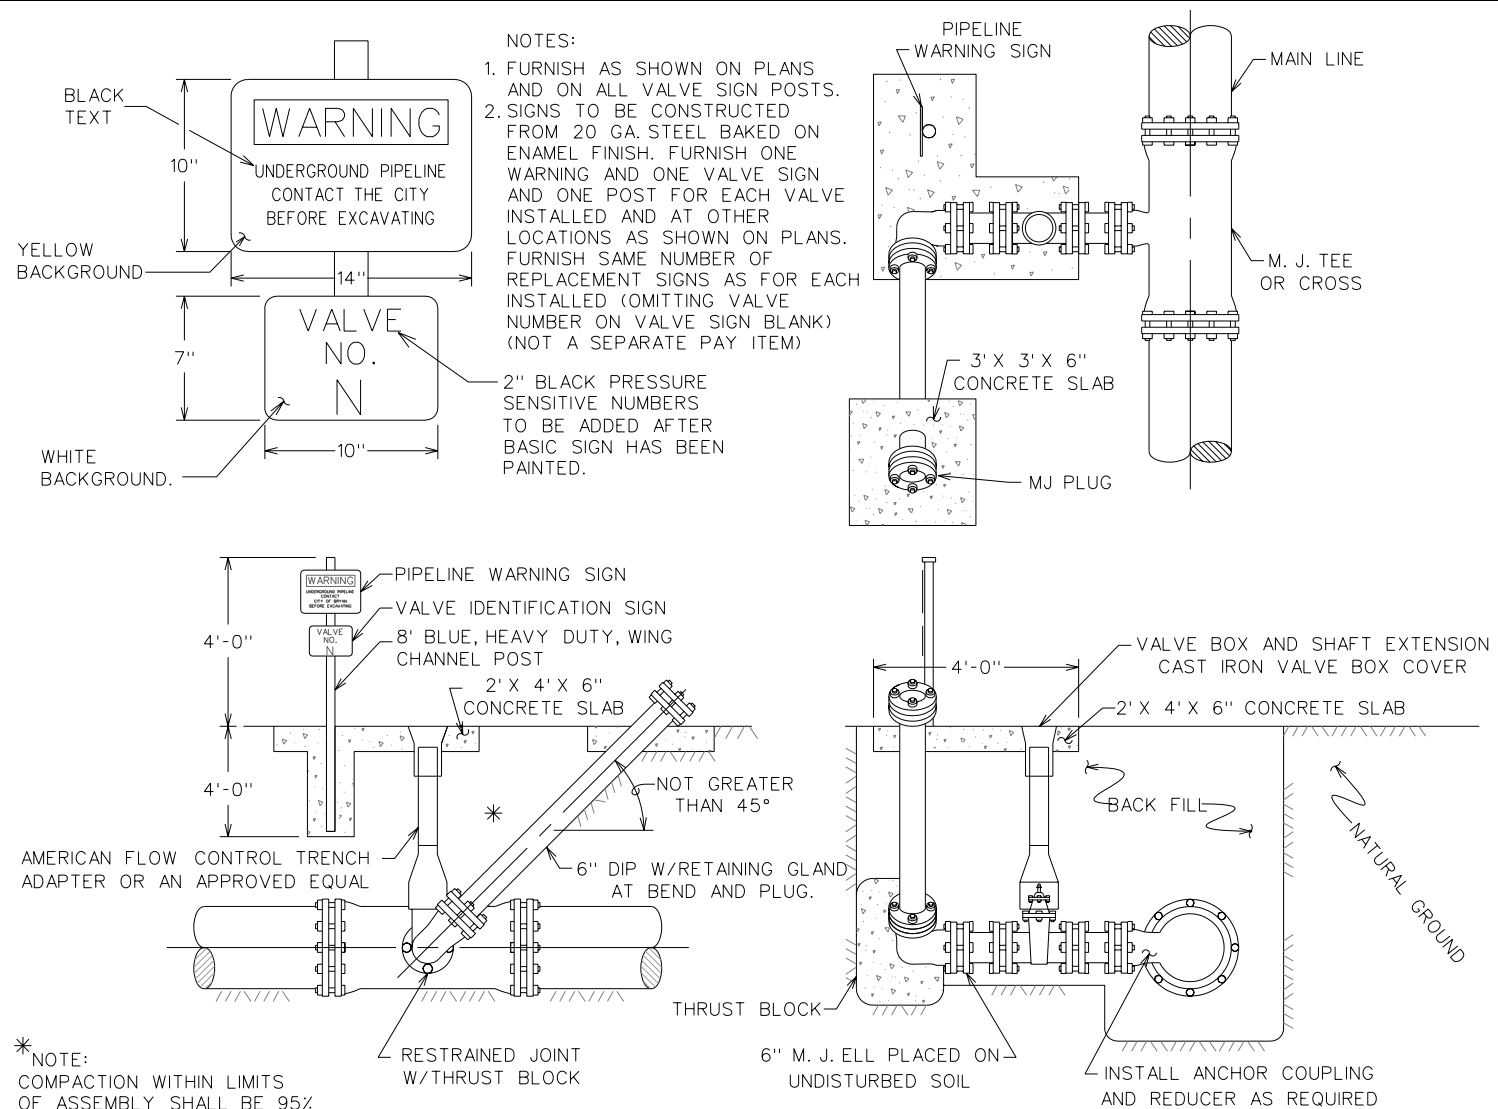 BLACK
TEXT
10"
WARNING
UNDERGROUND PIPELINE
CONTACT THE CITY
BEFORE EXCAVATING
YELLOW
BACKGROUND
14"
VALVE
NO.
N
7"
10"
WHITE
BACKGROUND.
2" BLACK PRESSURE
SENSITIVE NUMBERS
TO BE ADDED AFTER
BASIC SIGN HAS BEEN
PAINTED.
NOTES:
1. FURNISH AS SHOWN ON PLANS
AND ON ALL VALVE SIGN POSTS.
2. SIGNS TO BE CONSTRUCTED
FROM 20 GA. STEEL BAKED ON
ENAMEL FINISH. FURNISH ONE
WARNING AND ONE VALVE SIGN
AND ONE POST FOR EACH VALVE
INSTALLED AND AT OTHER
LOCATIONS AS SHOWN ON PLANS.
FURNISH SAME NUMBER OF
REPLACEMENT SIGNS AS FOR EACH
INSTALLED (OMITTING VALVE
NUMBER ON VALVE SIGN BLANK)
(NOT A SEPARATE PAY ITEM)
PIPELINE
WARNING SIGN
MAIN LINE
M. J. TEE
OR CROSS
3' X 3' X 6"
CONCRETE SLAB
MJ PLUG
WARNING
UNDERGROUND PIPELINE
CONTACT
CITY OF BRYAN
BEFORE EXCAVATING
VALVE
NO.
N
PIPELINE WARNING SIGN
VALVE IDENTIFICATION SIGN
8' BLUE, HEAVY DUTY, WING
CHANNEL POST
4'-0"
2' X 4' X 6"
CONCRETE SLAB
4'-0"
NOT GREATER
THAN 45°
*
AMERICAN FLOW CONTROL TRENCH
ADAPTER OR AN APPROVED EQUAL
6" DIP W/RETAINING GLAND
AT BEND AND PLUG.
RESTRAINED JOINT
W/THRUST BLOCK
*NOTE:
COMPACTION WITHIN LIMITS
OF ASSEMBLY SHALL BE 95%
4'-0"
VALVE BOX AND SHAFT EXTENSION
CAST IRON VALVE BOX COVER
2' X 4' X 6" CONCRETE SLAB
BACK FILL
NATURAL GROUND
THRUST BLOCK
6" M. J. ELL PLACED ON
UNDISTURBED SOIL
INSTALL ANCHOR COUPLING
AND REDUCER AS REQUIRED